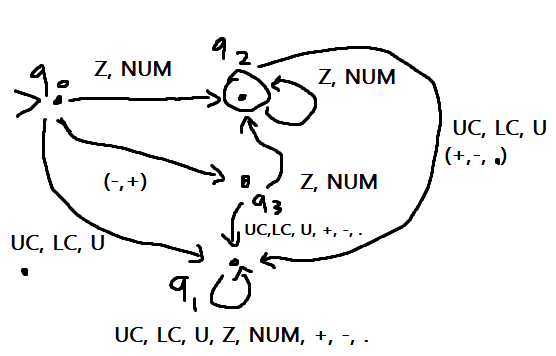 q0
Z, NUM
q2
Z, NUM
UC, LC, U
(+,-, .)
(-,+)
q3
Z, NUM
UC, LC, U
.
UC,LC, U, +, -, .
q1
UC, LC, U, Z, NUM, +, -, .